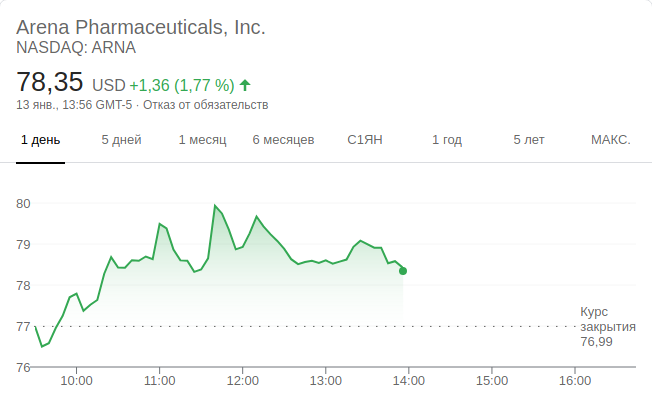 Arena Pharmaceuticals, Inc.
NASDAQ: ARNA
78,35 USD +1,36 (1,77 %) ↑
13 янв., 13:56 GMT-5 · Отказ от обязательств
1 день 5 дней 1 месяц 6 месяцев С1ЯН 1 год 5 лет МАКС.
80
79
78
77
76
Курс
закрытия
76,99
10:00 11:00 12:00 13:00 14:00 15:00 16:00